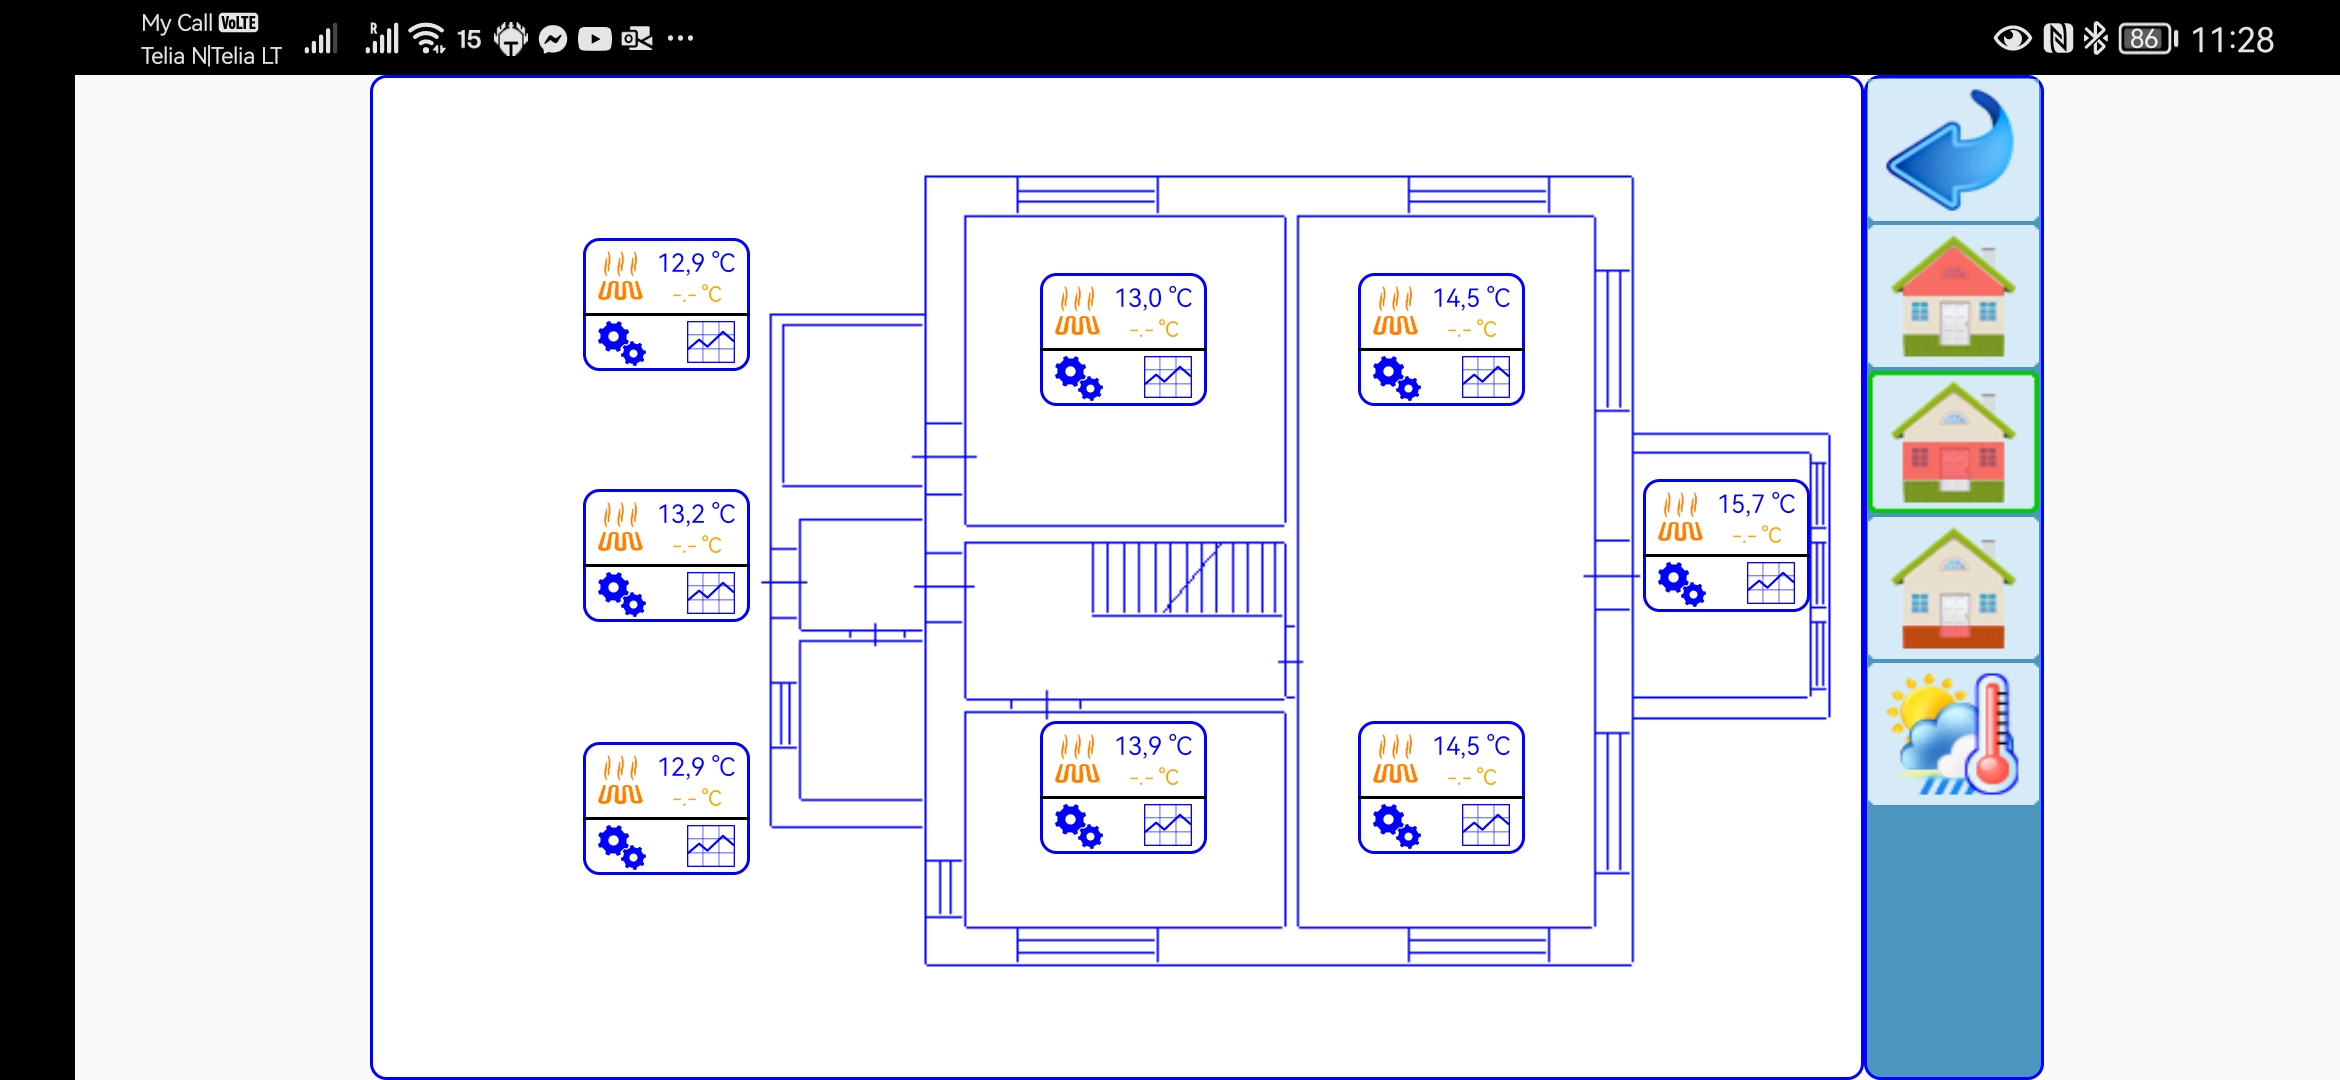 My Call VoLTE
Telia N|Telia LT
R
15
86
11:28
12,9 °C
-.- °C
13,0 °C
-.- °C
14,5 °C
-.- °C
13,2 °C
-.- °C
15,7 °C
-.- °C
12,9 °C
-.- °C
13,9 °C
-.- °C
14,5 °C
-.- °C